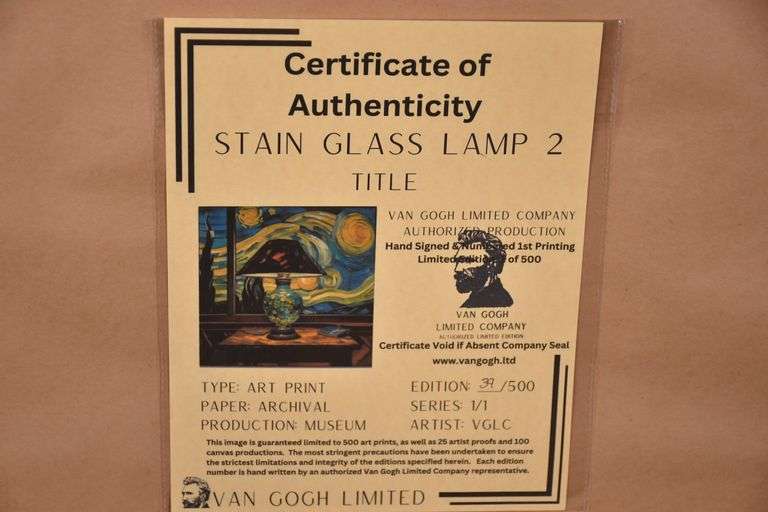 Certificate of
Authenticity
STAIN GLASS LAMP 2
TITLE
VAN GOGH LIMITED COMPANY
AUTHORIZED PRODUCTION
Hand Signed & Numbered 1st Printing
Limited Edition of 500
VAN GOGH
LIMITED COMPANY
AUTHORIZED LIMITED EDITION
Certificate Void if Absent Company Seal
www.vangogh.ltd
TYPE: ART PRINT
EDITION: 39/500
PAPER: ARCHIVAL
SERIES: 1/1
PRODUCTION: MUSEUM
ARTIST: VGLC
This image is guaranteed limited to 500 art prints, as well as 25 artist proofs and 100
canvas productions. The most stringent precautions have been undertaken to ensure
the strictest limitations and integrity of the editions specified herein. Each edition
number is hand written by an authorized Van Gogh Limited Company representative.
VAN GOGH LIMITED